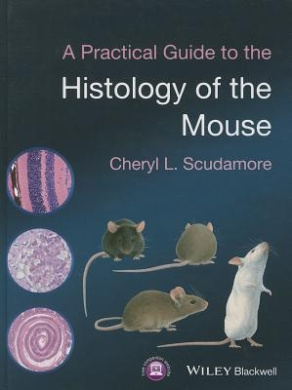 A Practical Guide to the
Histology of the
Mouse
Cheryl L. Scudamore
WILEY Blackwell